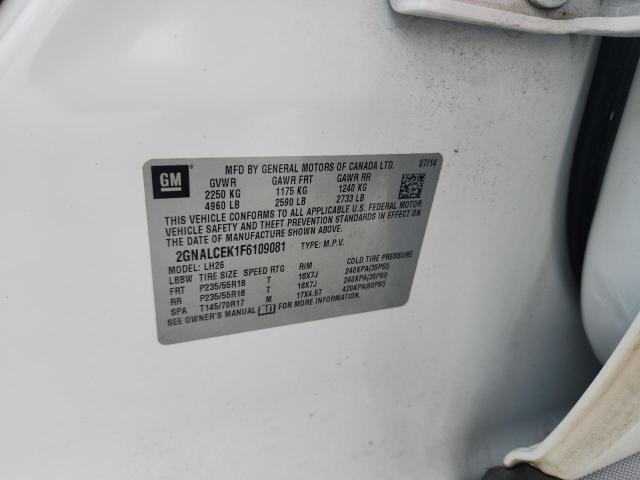 GM
MFD BY GENERAL MOTORS OF CANADA LTD. 07/14
GVWR GAWR FRT GAWR RR
2250 KG 1175 KG 1240 KG
4960 LB 2590 LB 2733 LB
THIS VEHICLE CONFORMS TO ALL APPLICABLE U.S. FEDERAL MOTOR
VEHICLE SAFETY AND THEFT PREVENTION STANDARDS IN EFFECT ON
THE DATE OF MANUFACTURE SHOWN ABOVE.
2GNALCEK1F6109081 TYPE: M.P.V.
MODEL: LH26
LBBW TIRE SIZE SPEED RTG RIM COLD TIRE PRESSURE
FRT P235/55R18 T 18X7J 240KPA(35PSI)
RR P235/55R18 T 18X7J 240KPA(35PSI)
SPA T145/70R17 M 17X4.5T 420KPA(60PSI)
SEE OWNER'S MANUAL FOR MORE INFORMATION.